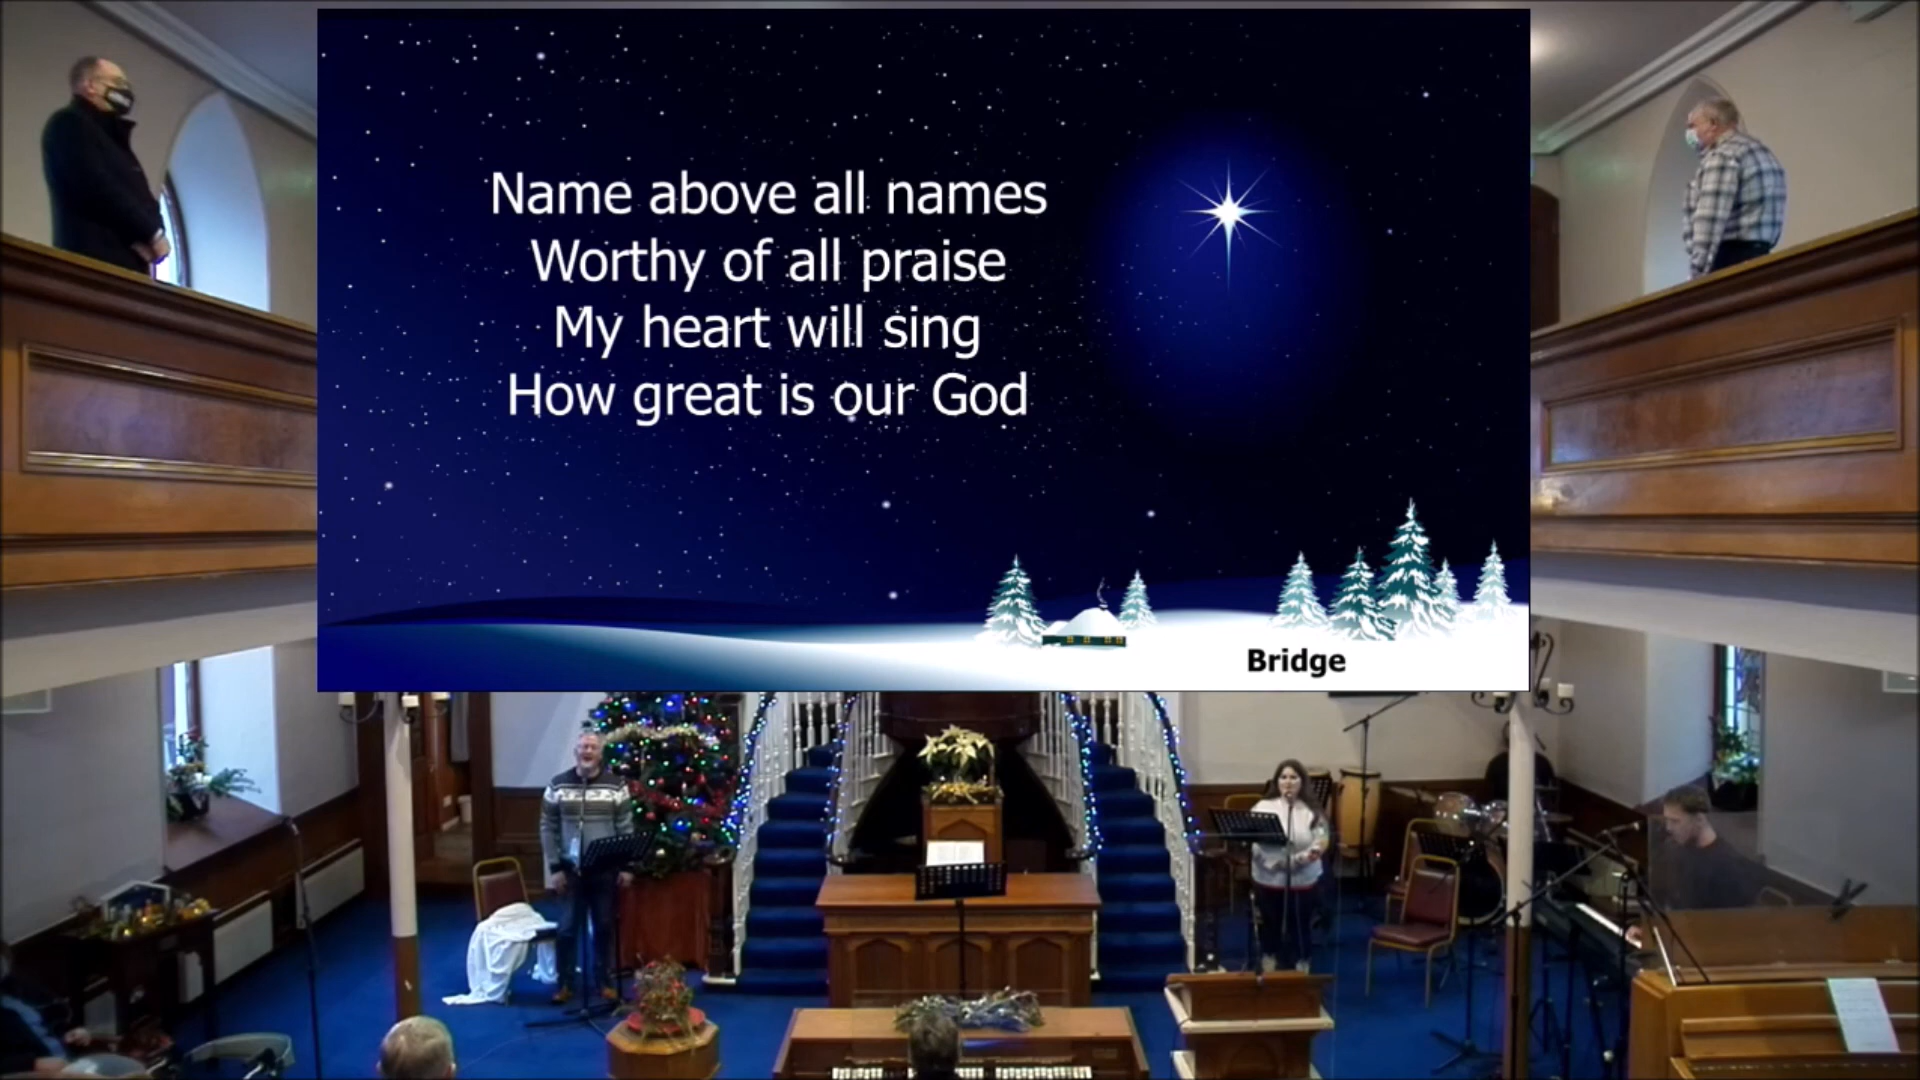 Name above all names
Worthy of all praise
My heart will sing
How great is our God
Bridge